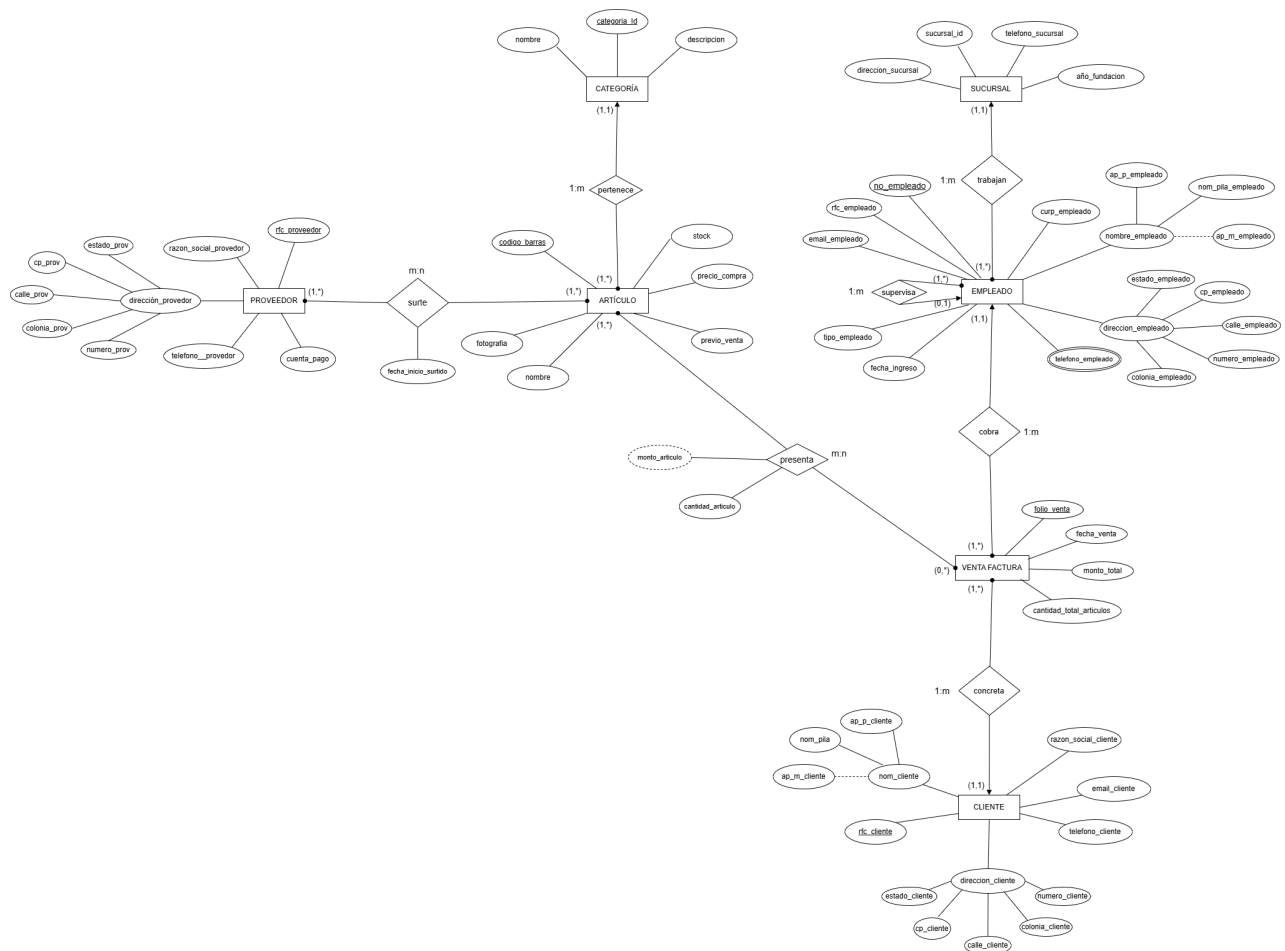 categoria_Id
nombre
descripcion
CATEGORÍA
(1,1)
1:m
pertenece
sucursal_id
telefono_sucursal
direccion_sucursal
año_fundacion
SUCURSAL
(1,1)
1:m
trabajan
no_empleado
rfc_empleado
email_empleado
curp_empleado
ap_p_empleado
nom_pila_empleado
nombre_empleado
ap_m_empleado
(1,*)
(1,*)
1:m
supervisa
(0,1)
EMPLEADO
(1,1)
tipo_empleado
fecha_ingreso
telefono_empleado
estado_empleado
cp_empleado
direccion_empleado
calle_empleado
numero_empleado
colonia_empleado
rfc_proveedor
razon_social_provedor
estado_prov
cp_prov
calle_prov
dirección_provedor
colonia_prov
numero_prov
PROVEEDOR
(1,*)
telefono__provedor
cuenta_pago
m:n
surte
fecha_inicio_surtido
codigo_barras
stock
precio_compra
(1,*)
(1,*)
ARTÍCULO
(1,*)
previo_venta
fotografia
nombre
monto_articulo
presenta
m:n
cantidad_articulo
cobra
1:m
folio_venta
fecha_venta
(1,*)
(0,*)
VENTA FACTURA
monto_total
(1,*)
cantidad_total_articulos
1:m
concreta
ap_p_cliente
nom_pila
ap_m_cliente
nom_cliente
razon_social_cliente
(1,1)
CLIENTE
email_cliente
rfc_cliente
telefono_cliente
direccion_cliente
estado_cliente
numero_cliente
cp_cliente
colonia_cliente
calle_cliente